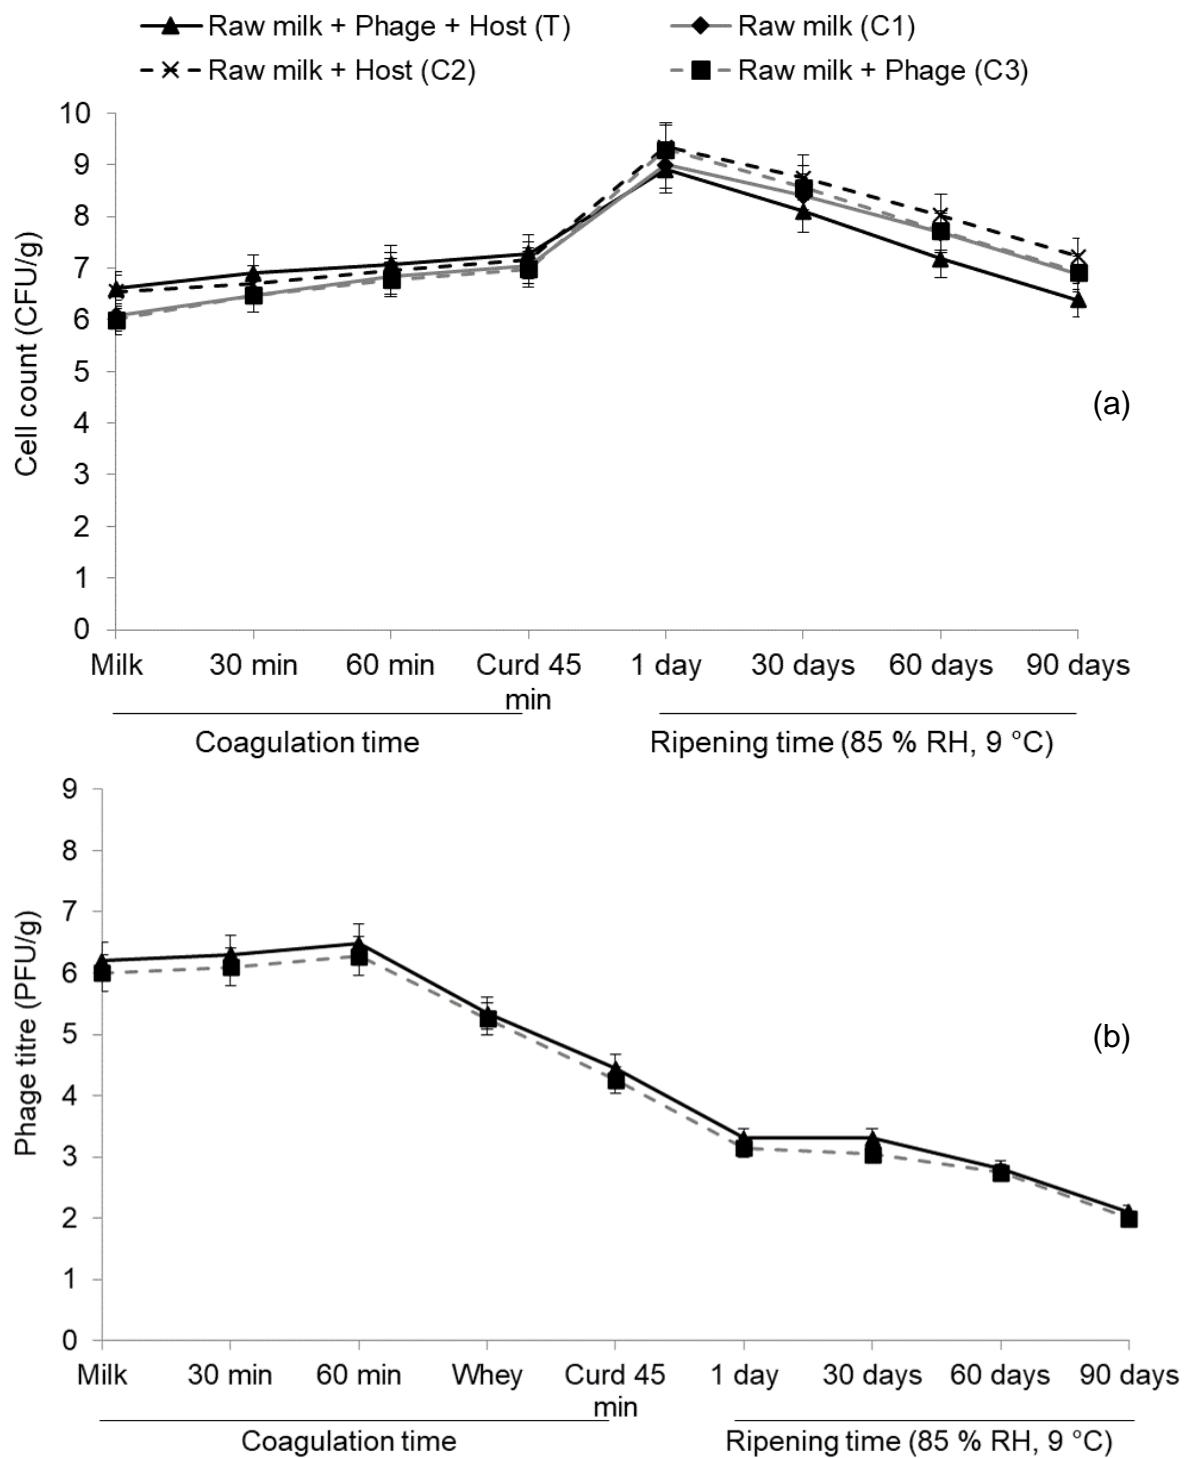 Raw milk + Phage + Host (T)
Raw milk (C1)
Raw milk + Host (C2)
Raw milk + Phage (C3)
10
9
8
7
6
5
4
3
2
1
0
Cell count (CFU/g)
(a)
Milk 30 min 60 min Curd 45 1 day 30 days 60 days 90 days
min
Coagulation time
Ripening time (85 % RH, 9 °C)
9
8
7
6
5
4
3
2
1
0
Phage titre (PFU/g)
(b)
Milk 30 min 60 min Whey Curd 45 1 day 30 days 60 days 90 days
min
Coagulation time
Ripening time (85 % RH, 9 °C)